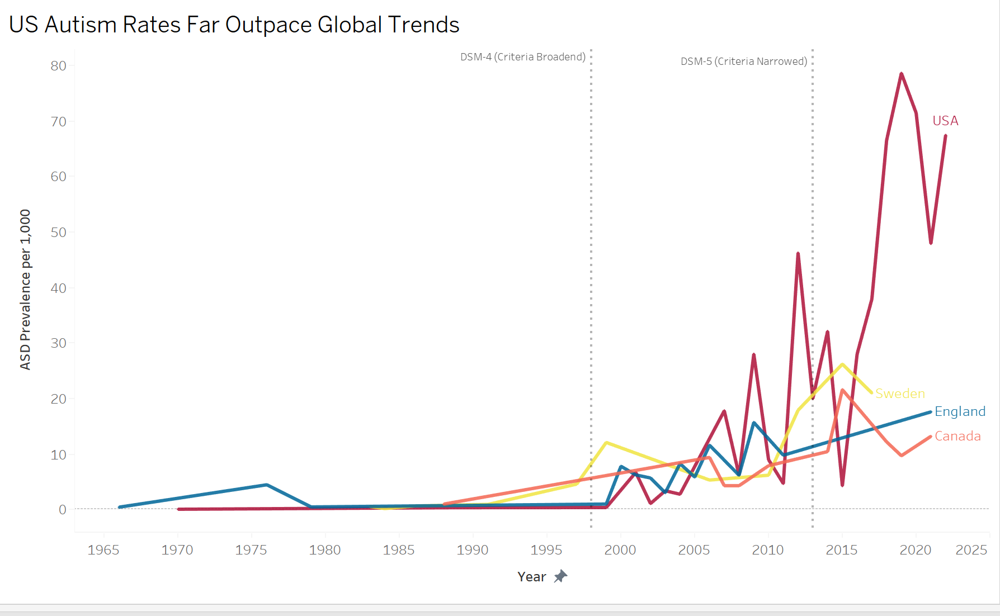 US Autism Rates Far Outpace Global Trends
DSM-4 (Criteria Broadend)
DSM-5 (Criteria Narrowed)
80
70
60
50
40
30
20
10
0
ASD Prevalence per 1,000
USA
Sweden
England
Canada
1965 1970 1975 1980 1985 1990 1995 2000 2005 2010 2015 2020 2025
Year